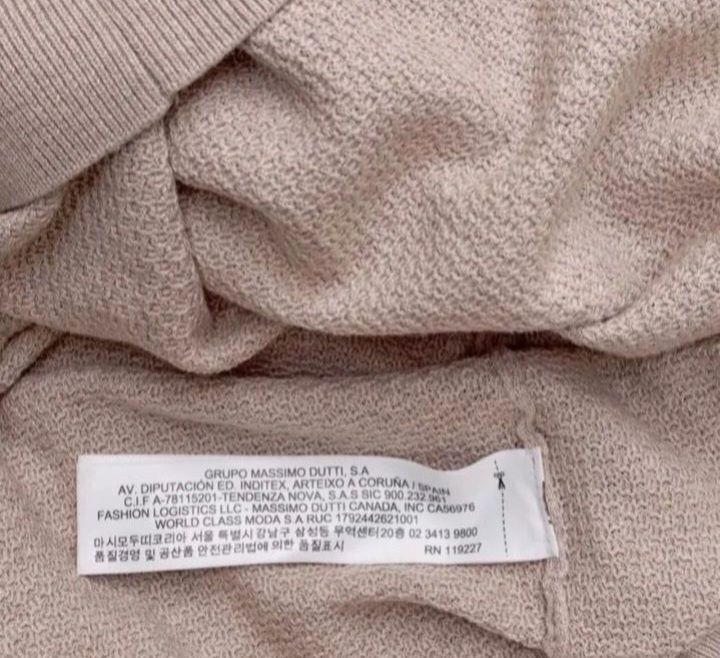 GRUPO MASSIMO DUTTI, S.A
AV. DIPUTACIÓN ED. INDITEX, ARTEIXO A CORUÑA / SPAIN
C.I.F A-78115201-TENDENZA NOVA, S.A.S SIC 900.232.961
FASHION LOGISTICS LLC - MASSIMO DUTTI CANADA, INC CA56976
WORLD CLASS MODA S.A RUC 1792442621001
마시모두띠코리아 서울 특별시 강남구 삼성동 무역센터20층 02 3413 9800
품질경영 및 공산품 안전관리법에 의한 품질표시 RN 119227